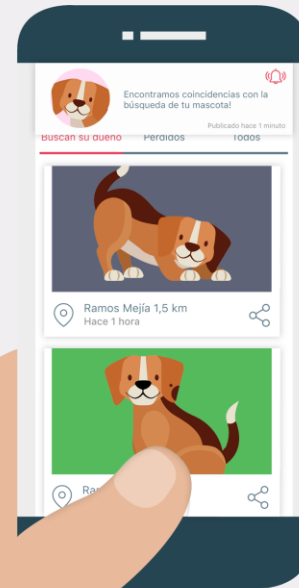 Encontramos coincidencias con la
búsqueda de tu mascota!
Publicado hace 1 minuto
Buscan su dueño Perdidos Todos
Ramos Mejía 1,5 km
Hace 1 hora